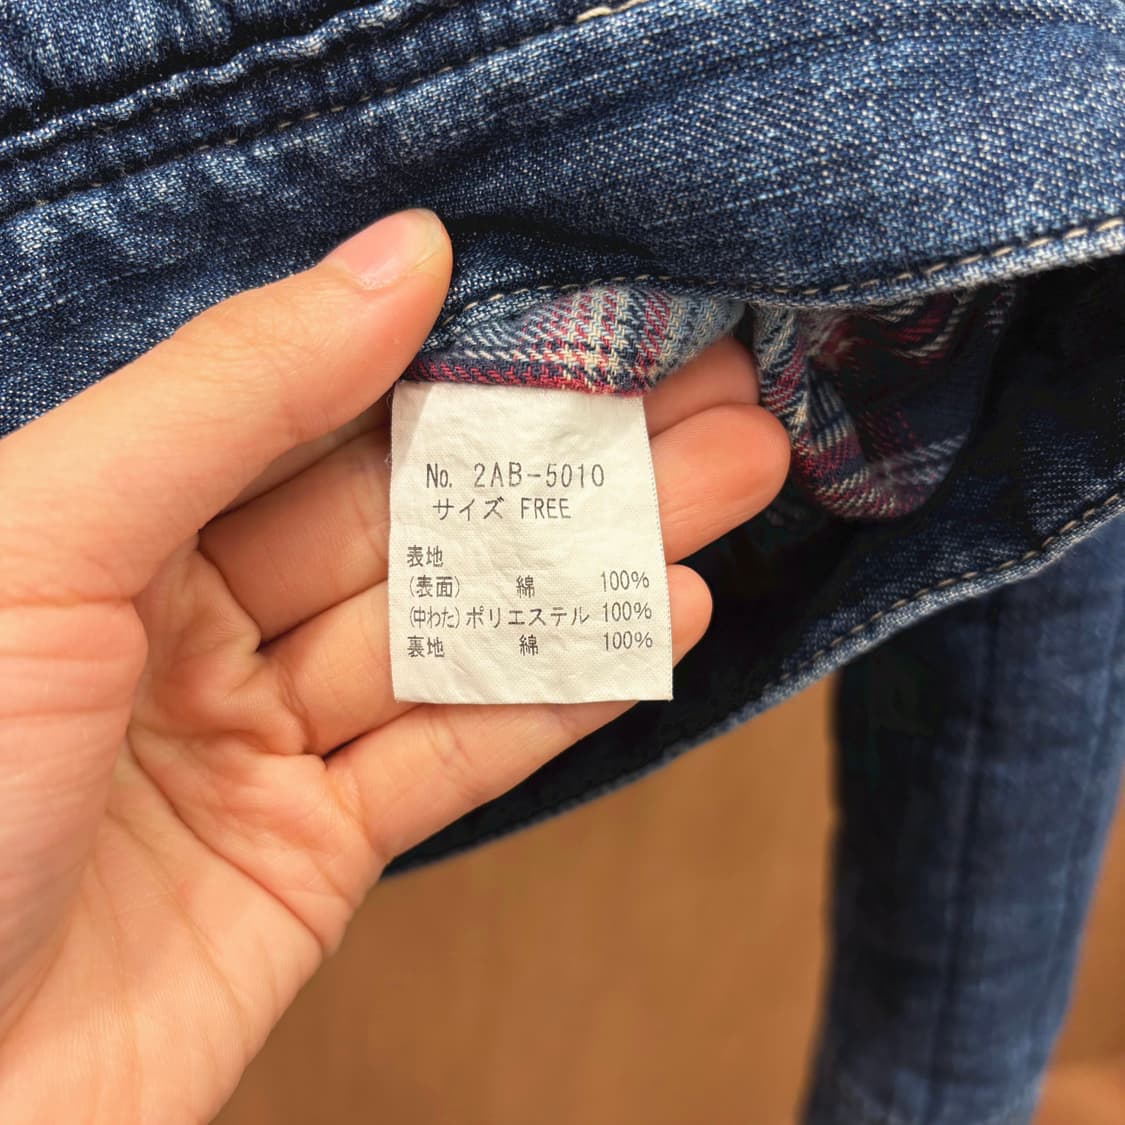 No. 2AB-5010
サイズ FREE
表地
(表面) 綿 100%
(中わた) ポリエステル 100%
裏地 綿 100%